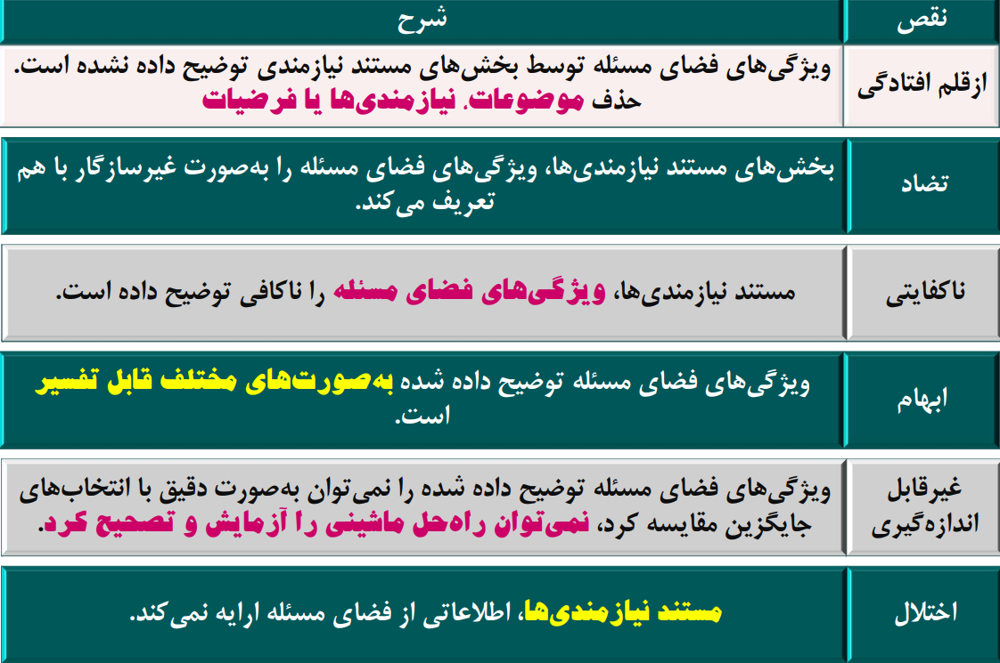 نقص
شرح
ازقلم افتادگی
ویژگی‌های فضای مسئله توسط بخش‌های مستند نیازمندی توضیح داده نشده است.
حذف موضوعات، نیازمندی‌ها یا فرضیات
تضاد
بخش‌های مستند نیازمندی‌ها، ویژگی‌های فضای مسئله را به‌صورت غیرسازگار با هم
تعریف می‌کند.
ناکفایتی
مستند نیازمندی‌ها، ویژگی‌های فضای مسئله را ناکافی توضیح داده است.
ابهام
ویژگی‌های فضای مسئله توضیح داده شده به‌صورت‌های مختلف قابل تفسیر
است.
غیرقابل
اندازه‌گیری
ویژگی‌های فضای مسئله توضیح داده شده را نمی‌توان به‌صورت دقیق با انتخاب‌های
جایگزین مقایسه کرد، نمی‌توان راه‌حل ماشینی را آزمایش و تصحیح کرد.
اختلال
مستند نیازمندی‌ها، اطلاعاتی از فضای مسئله ارایه نمی‌کند.